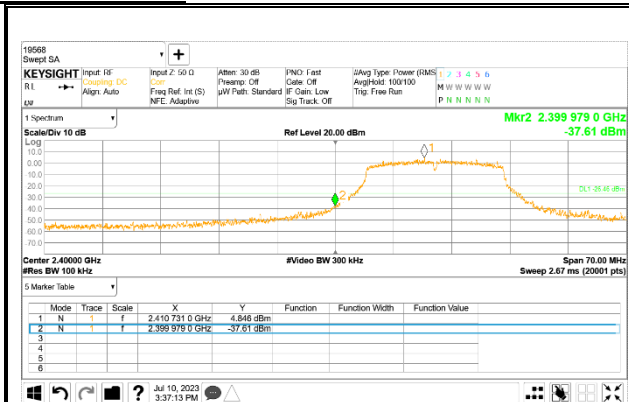 19568
Swept SA
+
KEYSIGHT
Input: RF
Coupling: DC
Align: Auto
Input Z: 50 Ω
Corr
Freq Ref: Int (S)
NFE: Adaptive
Atten: 30 dB
Preamp: Off
µW Path: Standard
PNO: Fast
Gate: Off
IF Gain: Low
Sig Track: Off
#Avg Type: Power (RMS
Avg|Hold: 100/100
Trig: Free Run
1 2 3 4 5 6
M W W W W W
P N N N N N
1 Spectrum
Scale/Div 10 dB
Ref Level 20.00 dBm
Mkr2 2.399 979 0 GHz
-37.61 dBm
Log
10.0
0.00
10.0
20.0
30.0
40.0
50.0
60.0
-70.0
1
2
Center 2.40000 GHz
#Video BW 300 kHz
Span 70.00 MHz
#Res BW 100 kHz
Sweep 2.67 ms (20001 pts)
5 Marker Table
Mode Trace Scale X Y Function Function Width Function Value
1 N 1 f 2.410 731 0 GHz 4.846 dBm
2 N 1 f 2.399 979 0 GHz -37.61 dBm
3
4
5
6
? Jul 10, 2023
3:37:13 PM